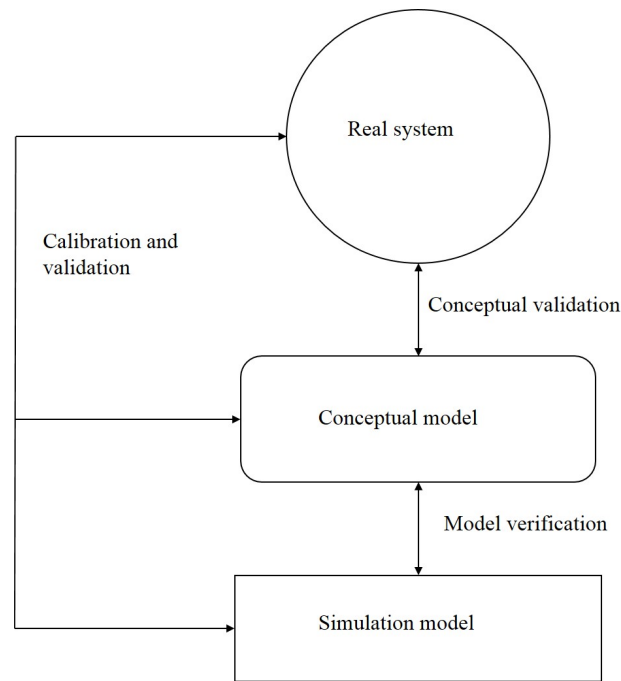 Real system
Calibration and
validation
Conceptual validation
Conceptual model
Model verification
Simulation model